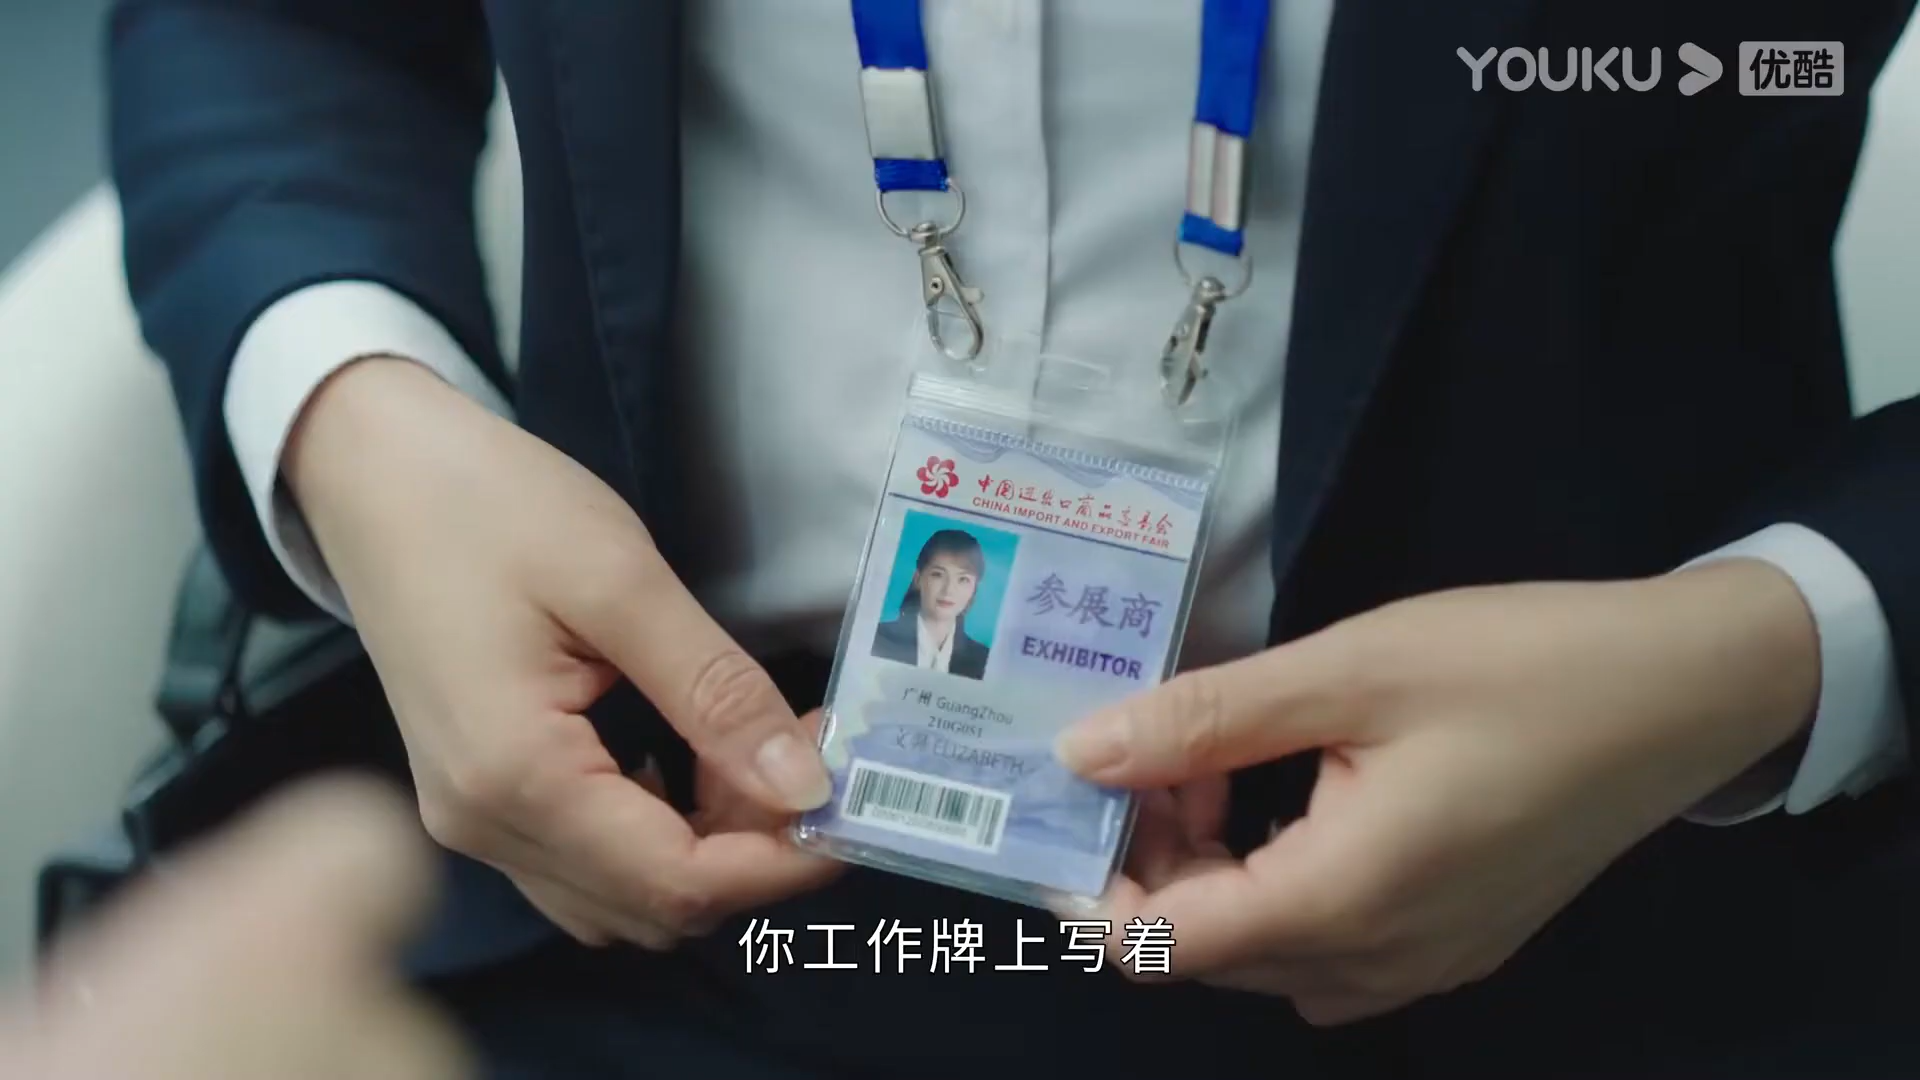 YOUKU 优酷
中国进出口商品交易会
CHINA IMPORT AND EXPORT FAIR
参展商
EXHIBITOR
广州 GuangZhou
210G051
ELIZABETH
你工作牌上写着